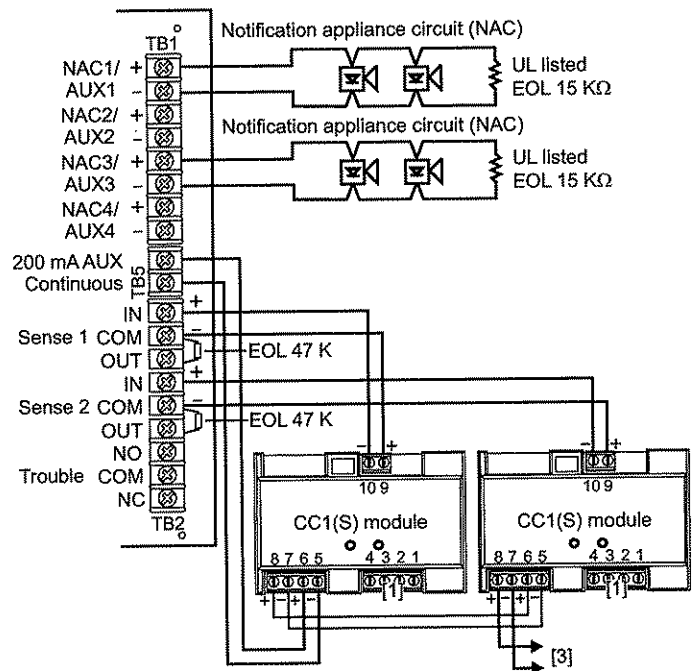 TB1
Notification appliance circuit (NAC)
NAC1/ +
AUX1 -
UL listed
EOL 15 KΩ
NAC2/ +
AUX2 -
Notification appliance circuit (NAC)
NAC3/ +
AUX3 -
UL listed
EOL 15 KΩ
NAC4/ +
AUX4 -
200 mA AUX
Continuous
TB5
IN +
Sense 1 COM -
OUT
EOL 47 K
IN +
Sense 2 COM -
OUT
EOL 47 K
NO
Trouble COM
NC
TB2
- +
10 9
CC1(S) module
8 7 6 5 4 3 2 1
+ - + -
[1]
- +
10 9
CC1(S) module
8 7 6 5 4 3 2 1
+ - + -
[1]
[3]